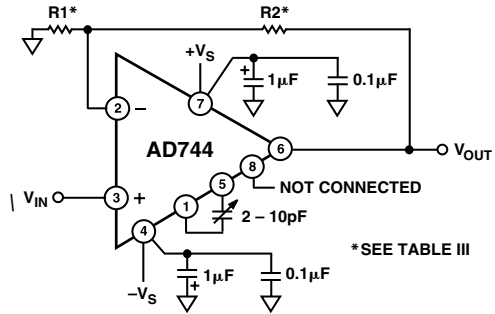 R1*
R2*
+VS
1µF
0.1µF
2
–
7
AD744
6
VOUT
8
5
NOT CONNECTED
VIN
3
+
1
2 – 10pF
4
*SEE TABLE III
1µF
0.1µF
–VS
+
+